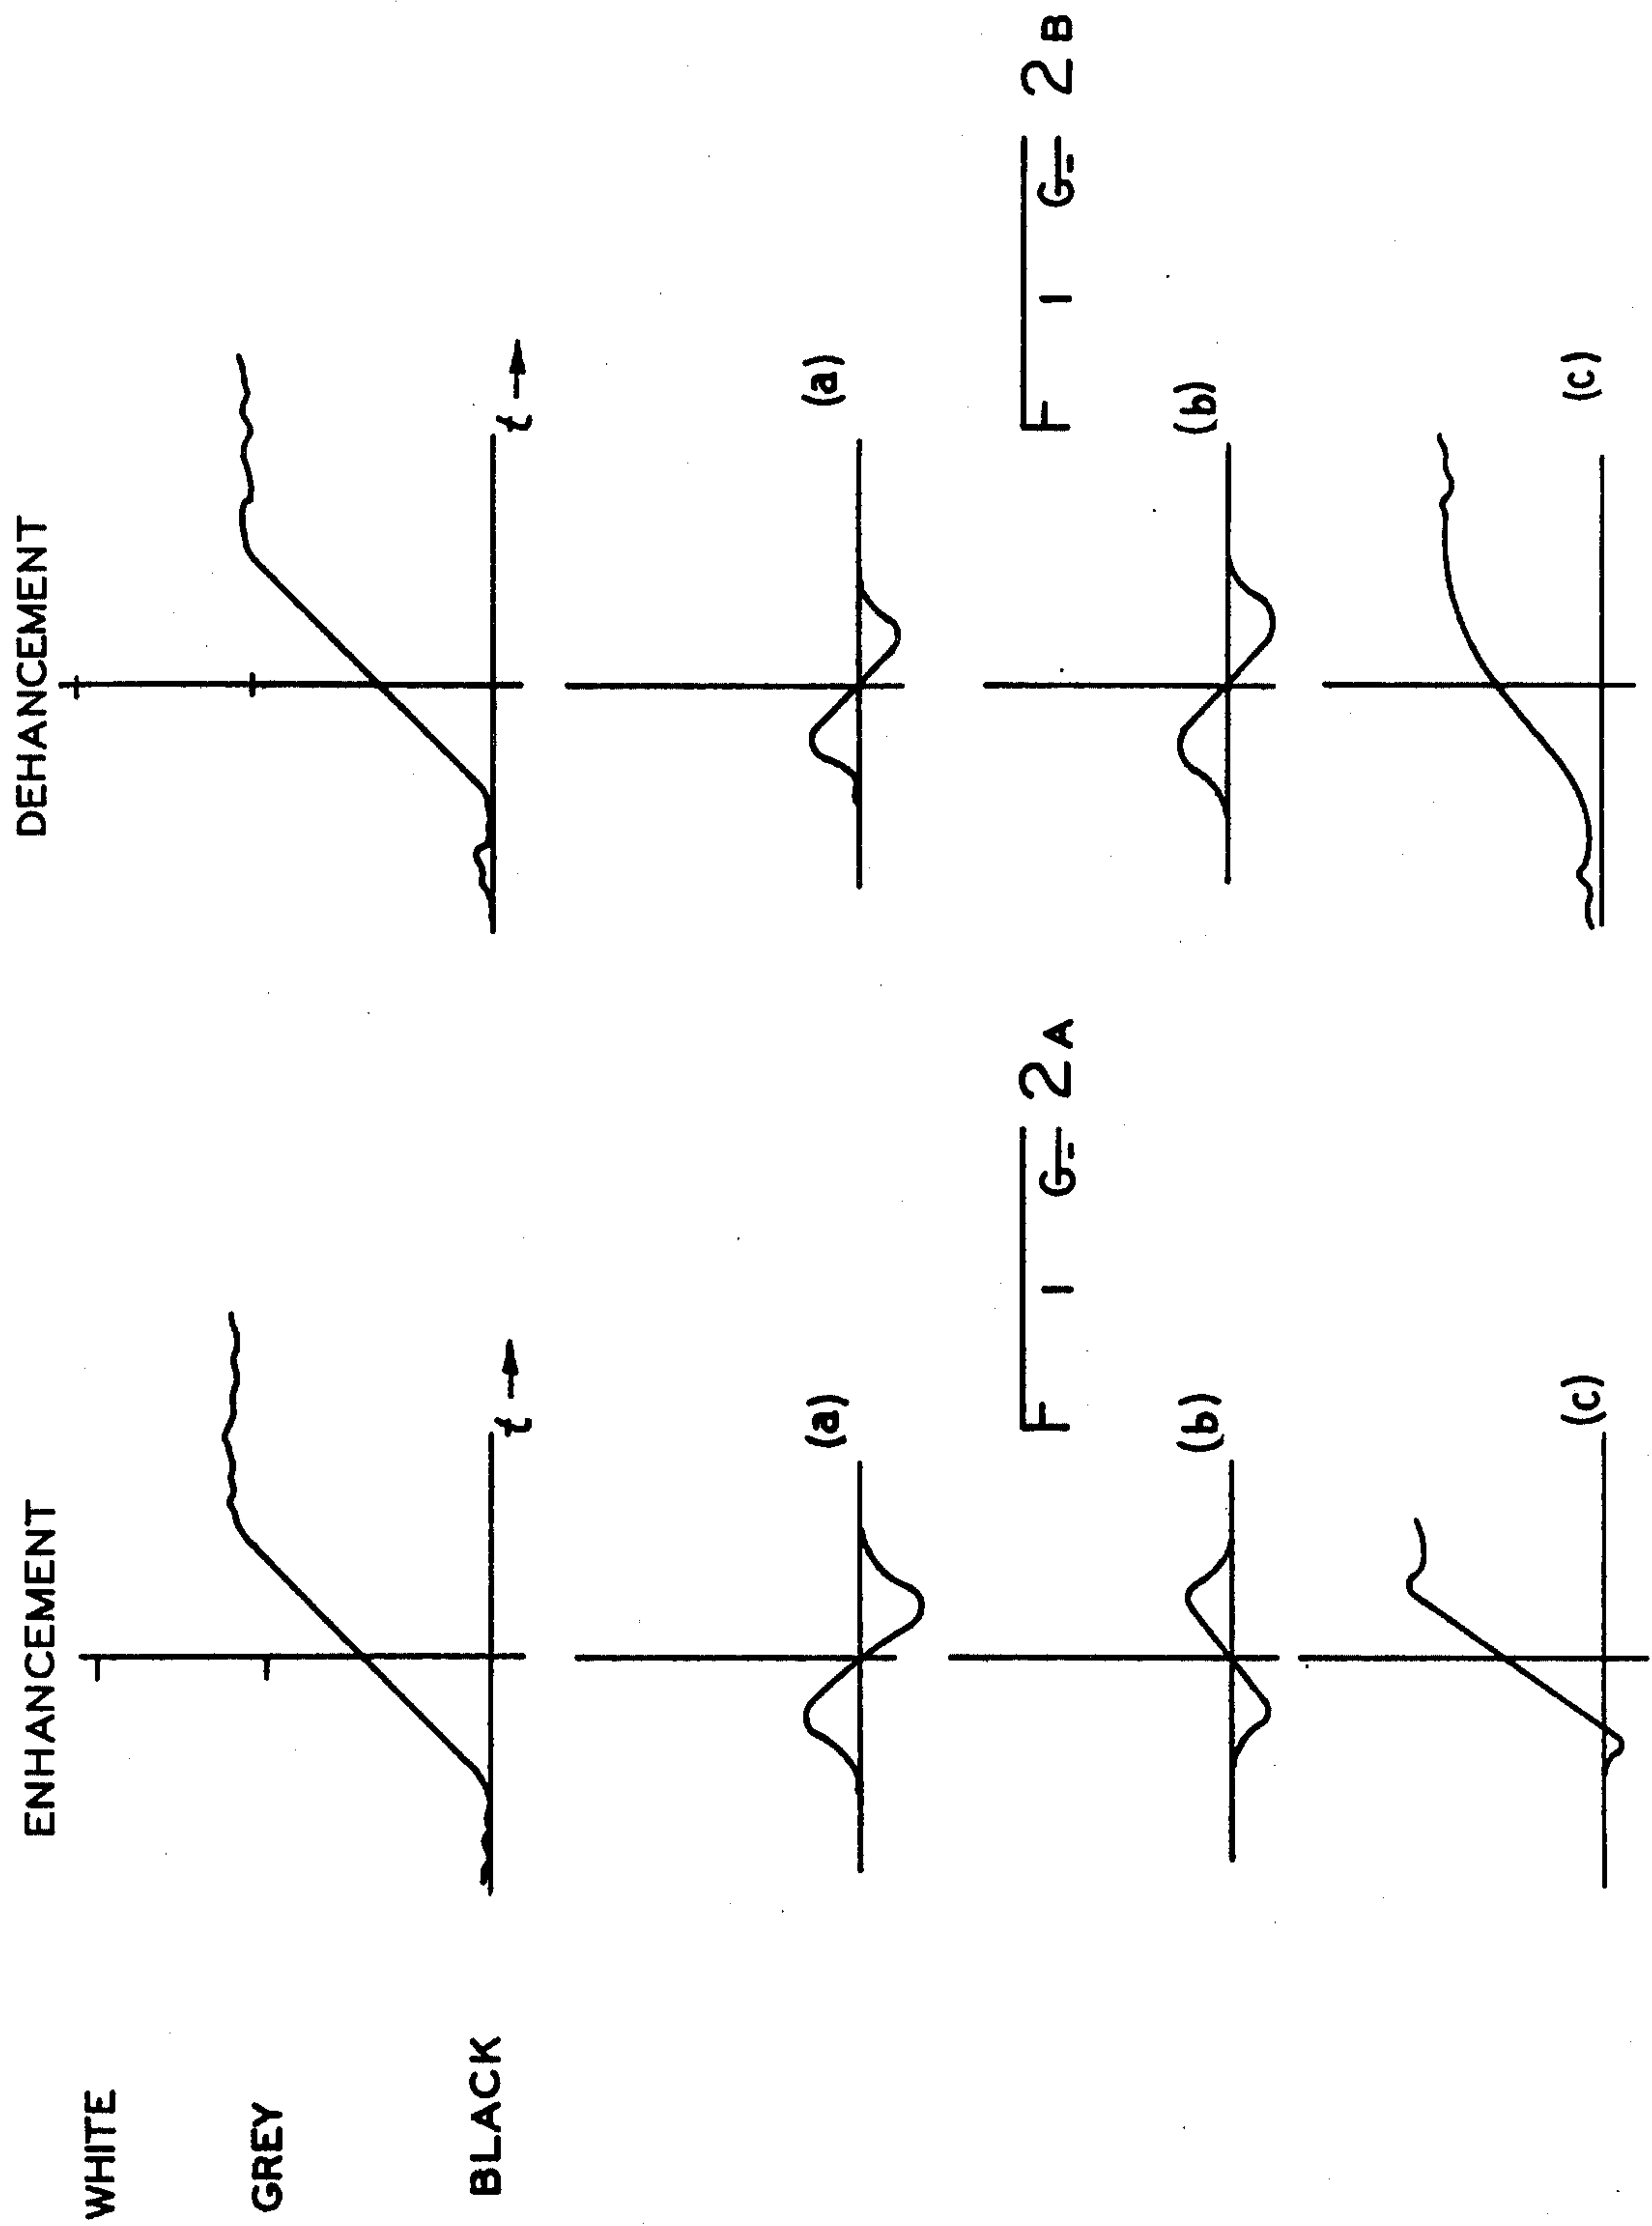 ENHANCEMENT
DEHANCEMENT
WHITE
GREY
BLACK
t
t
(a)
(a)
FIG. 2A
FIG. 2B
(b)
(b)
(c)
(c)